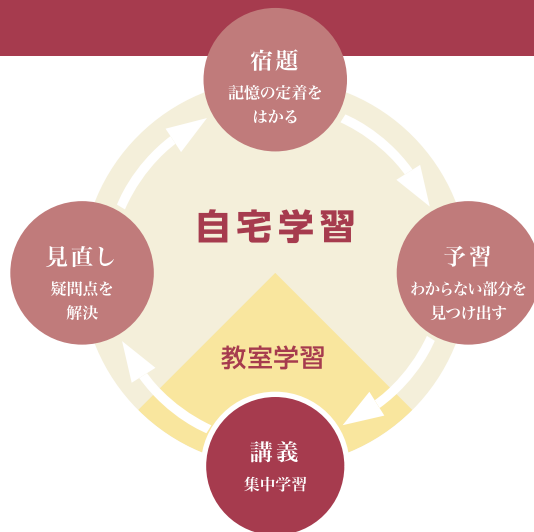 宿題
記憶の定着を
はかる
自宅学習
見直し
疑問点を
解決
予習
わからない部分を
見つけ出す
教室学習
講義
集中学習